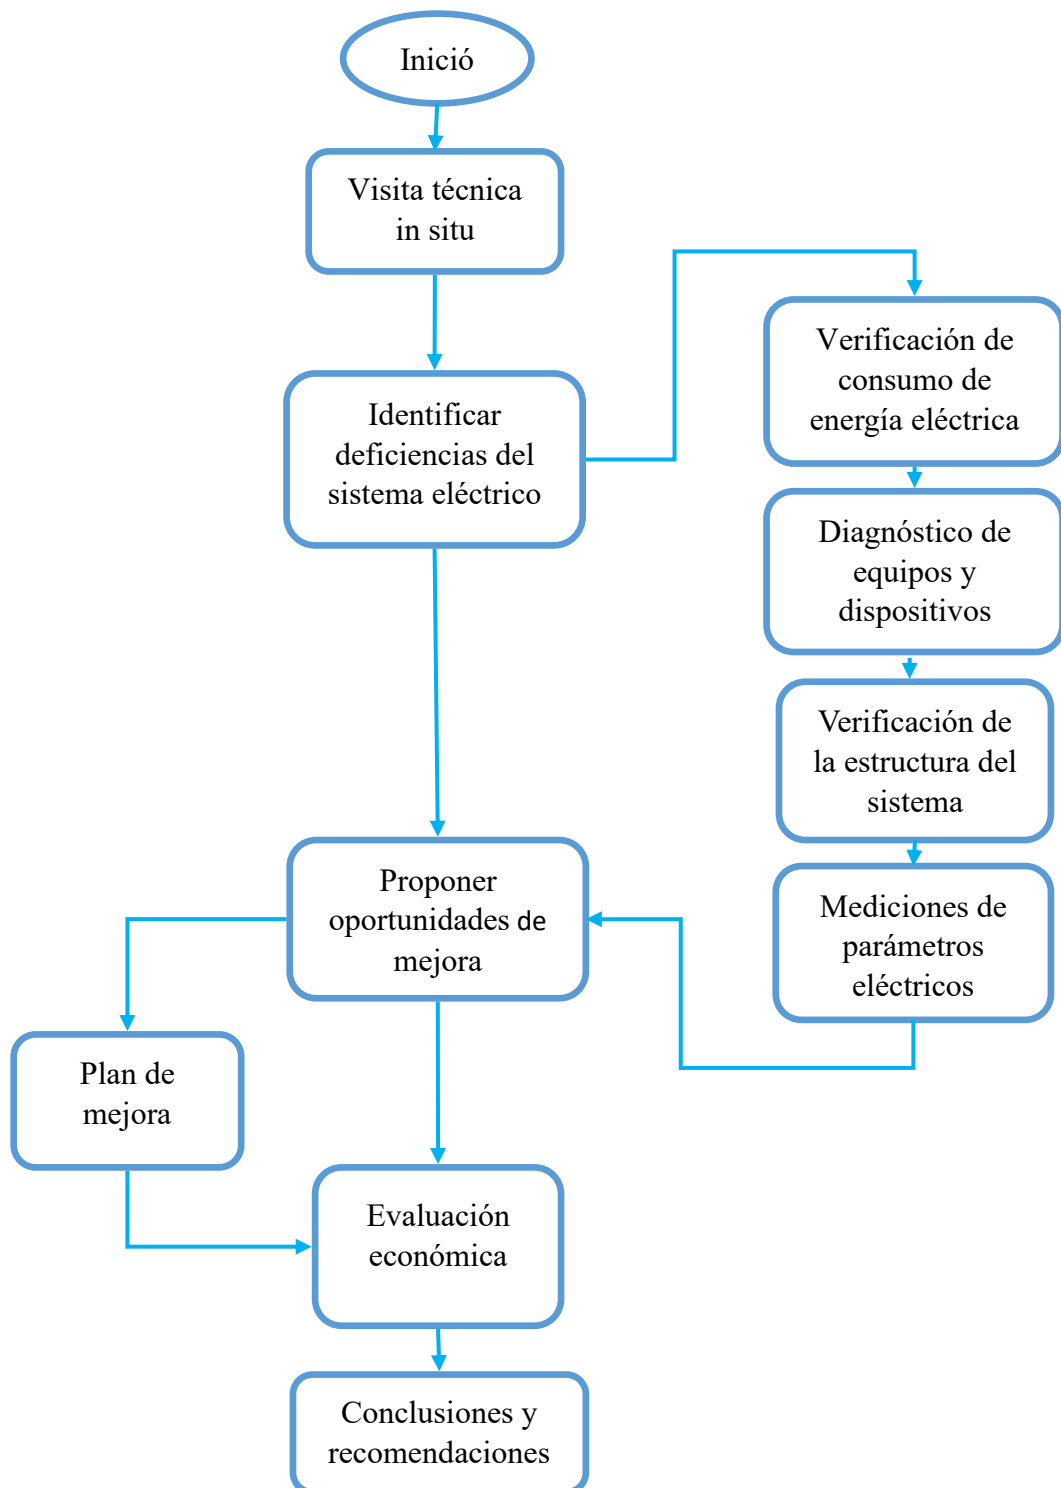 Inició
Visita técnica
in situ
Identificar
deficiencias del
sistema eléctrico
Verificación de
consumo de
energía eléctrica
Diagnóstico de
equipos y
dispositivos
Verificación de
la estructura del
sistema
Mediciones de
parámetros
eléctricos
Proponer
oportunidades de
mejora
Plan de
mejora
Evaluación
económica
Conclusiones y
recomendaciones